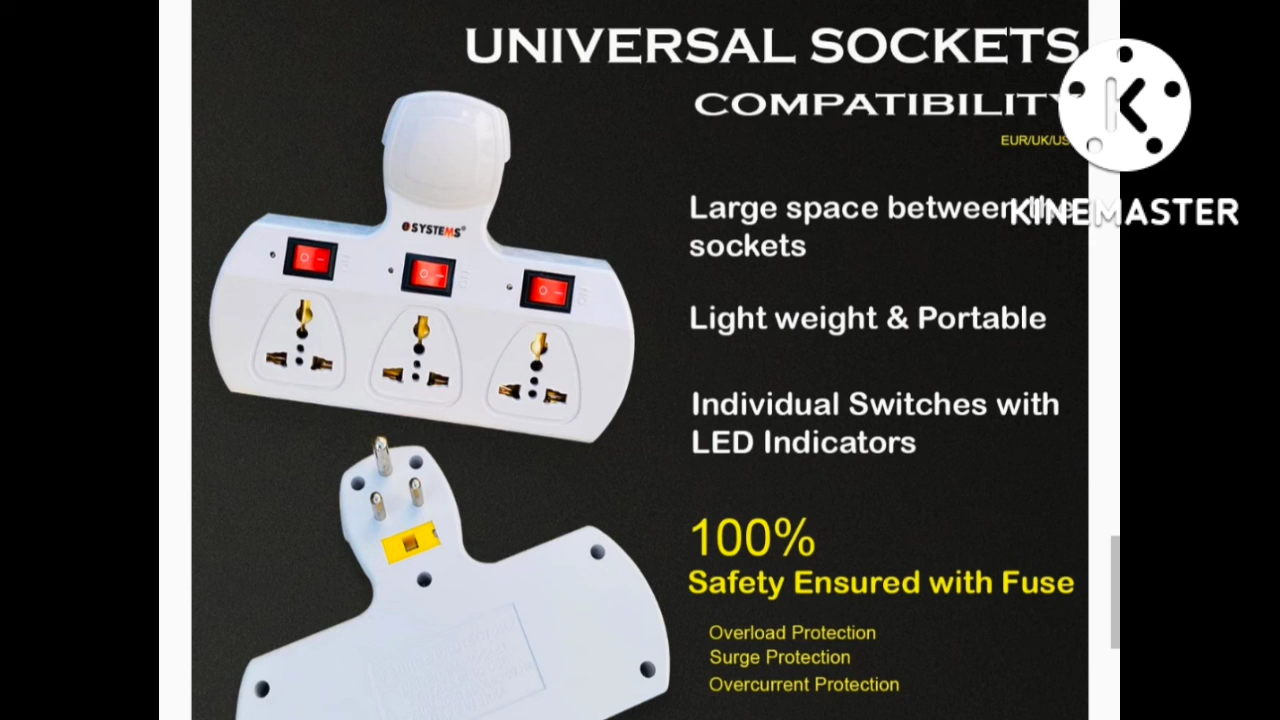 UNIVERSAL SOCKETS
COMPATIBILITY
EUR/UK/US
KINEMASTER
Large space between the
sockets
Light weight & Portable
Individual Switches with
LED Indicators
100%
Safety Ensured with Fuse
Overload Protection
Surge Protection
Overcurrent Protection
SYSTEMS